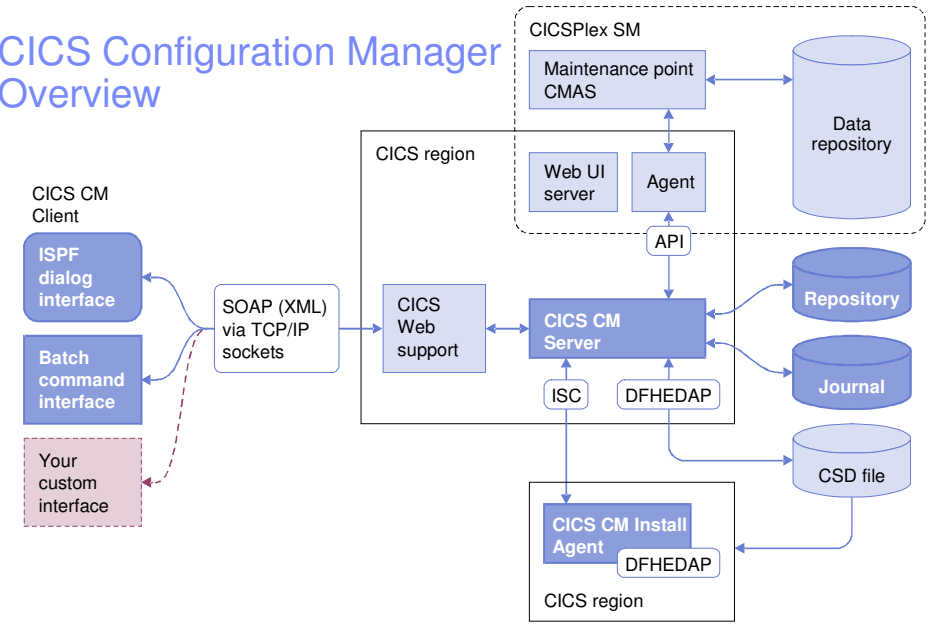 CICS Configuration Manager
Overview
CICSPlex SM
Maintenance point
CMAS
Data
repository
CICS region
Web UI
server
Agent
API
CICS CM
Client
ISPF
dialog
interface
Batch
command
interface
Your
custom
interface
SOAP (XML)
via TCP/IP
sockets
CICS
Web
support
CICS CM
Server
Repository
Journal
ISC
DFHEDAP
CSD file
CICS CM Install
Agent
DFHEDAP
CICS region